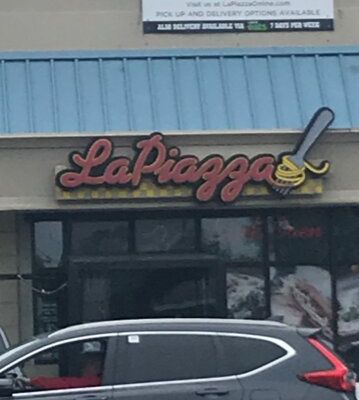 Visit us at LaPiazzaOnline.com
PICK UP AND DELIVERY OPTIONS AVAILABLE
ALSO DELIVERY AVAILABLE VIA
7 DAYS PER WEEK
LaPiazza